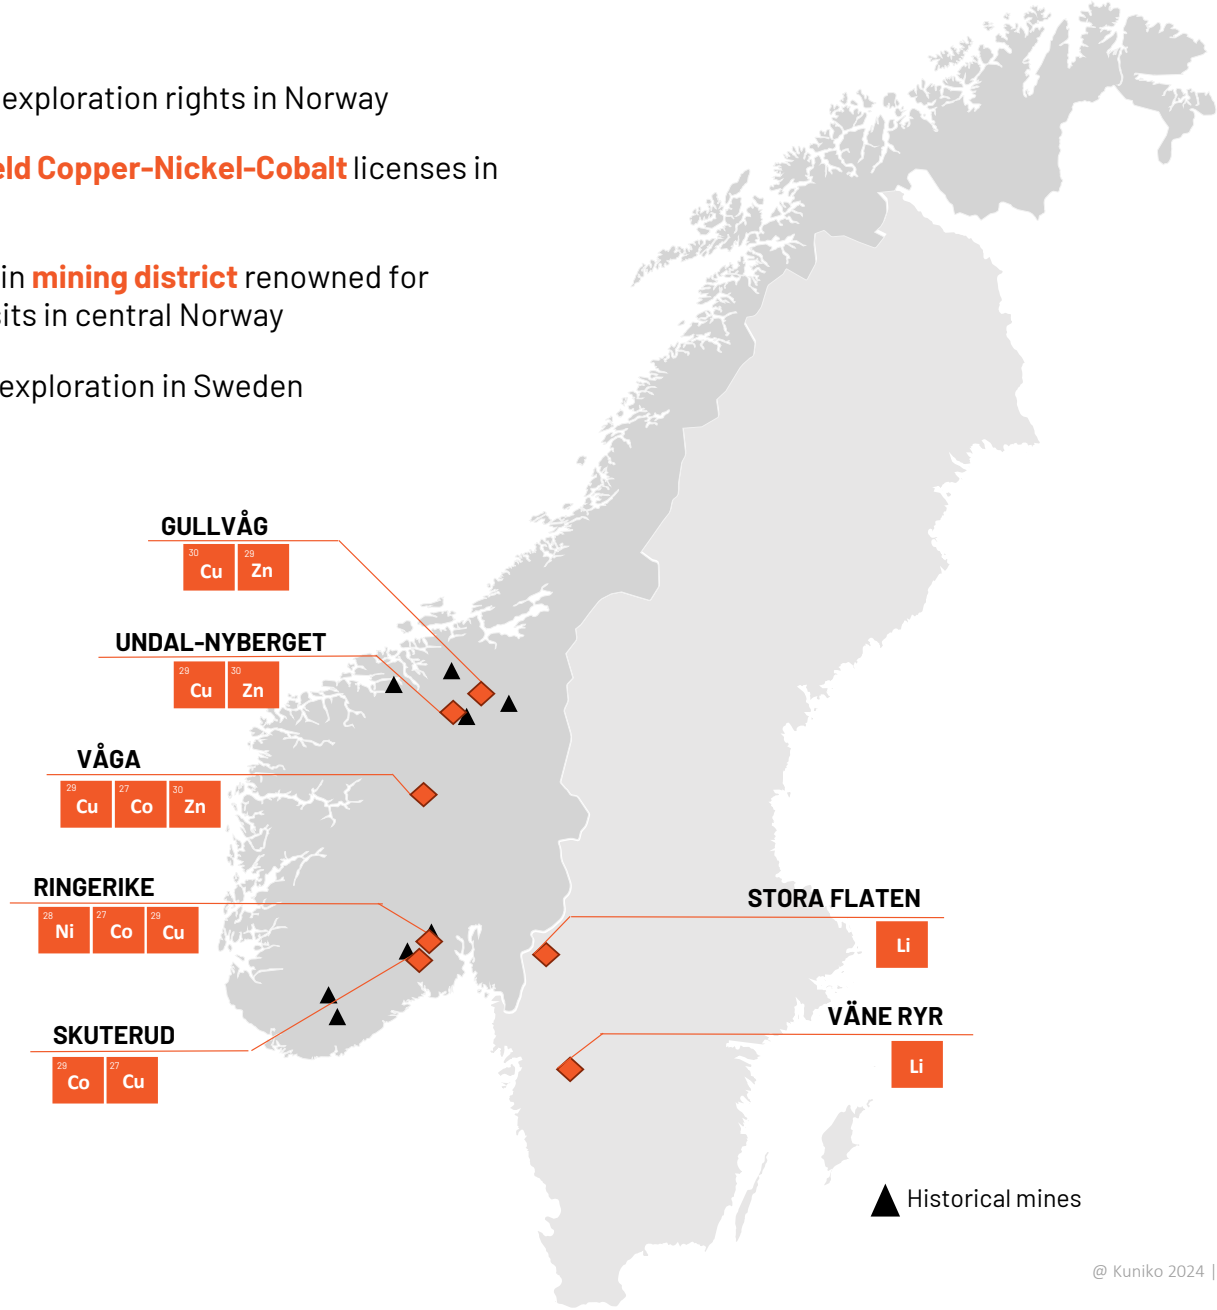 exploration rights in Norway
eld Copper-Nickel-Cobalt licenses in
in mining district renowned for
sits in central Norway
exploration in Sweden
GULLVÅG
30 Cu 29 Zn
UNDAL-NYBERGET
29 Cu 30 Zn
VÅGA
29 Cu 27 Co 30 Zn
RINGERIKE
28 Ni 27 Co 29 Cu
SKUTERUD
29 Co 27 Cu
STORA FLATEN
Li
VÄNE RYR
Li
Historical mines
@ Kuniko 2024 |